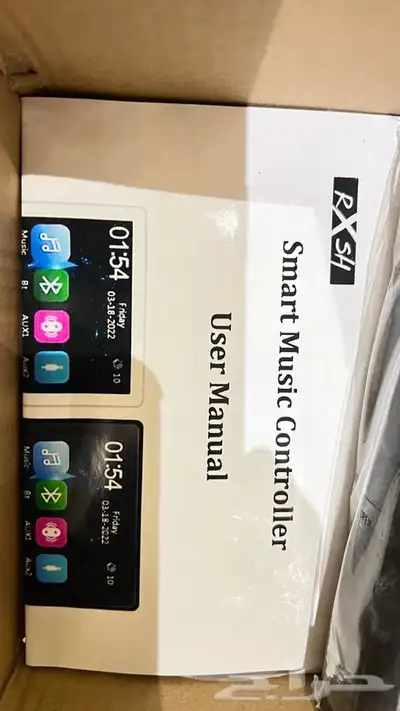 RXSH
Smart Music Controller
User Manual
01:54
Friday
03-18-2022
10
Music
Bt
AUX1
Aux2
01:54
Friday
03-18-2022
10
Music
Bt
AUX1
Aux2
حراج